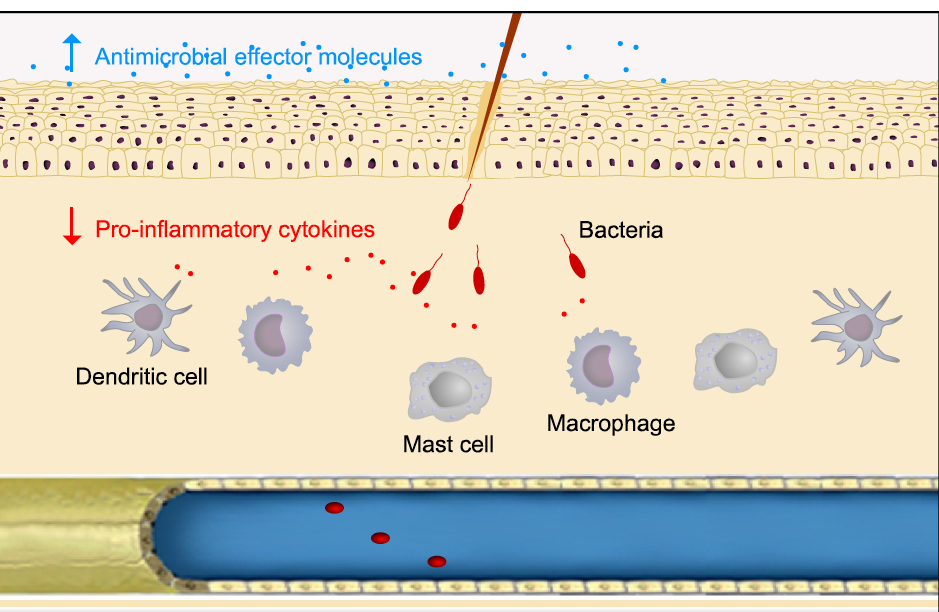 Antimicrobial effector molecules
Pro-inflammatory cytokines
Bacteria
Dendritic cell
Macrophage
Mast cell